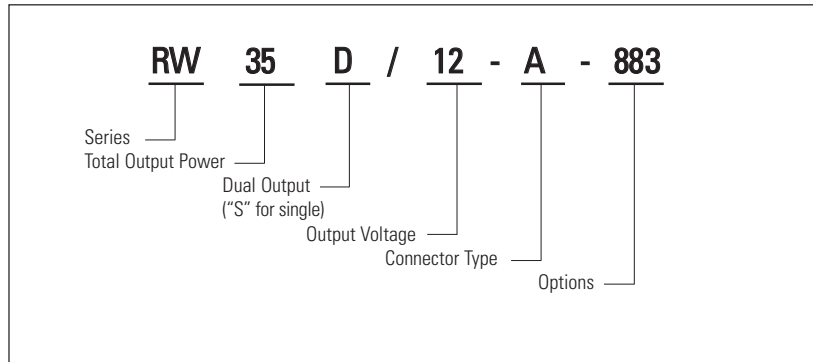 RW 35 D / 12 - A - 883
Series
Total Output Power
Dual Output
(“S” for single)
Output Voltage
Connector Type
Options